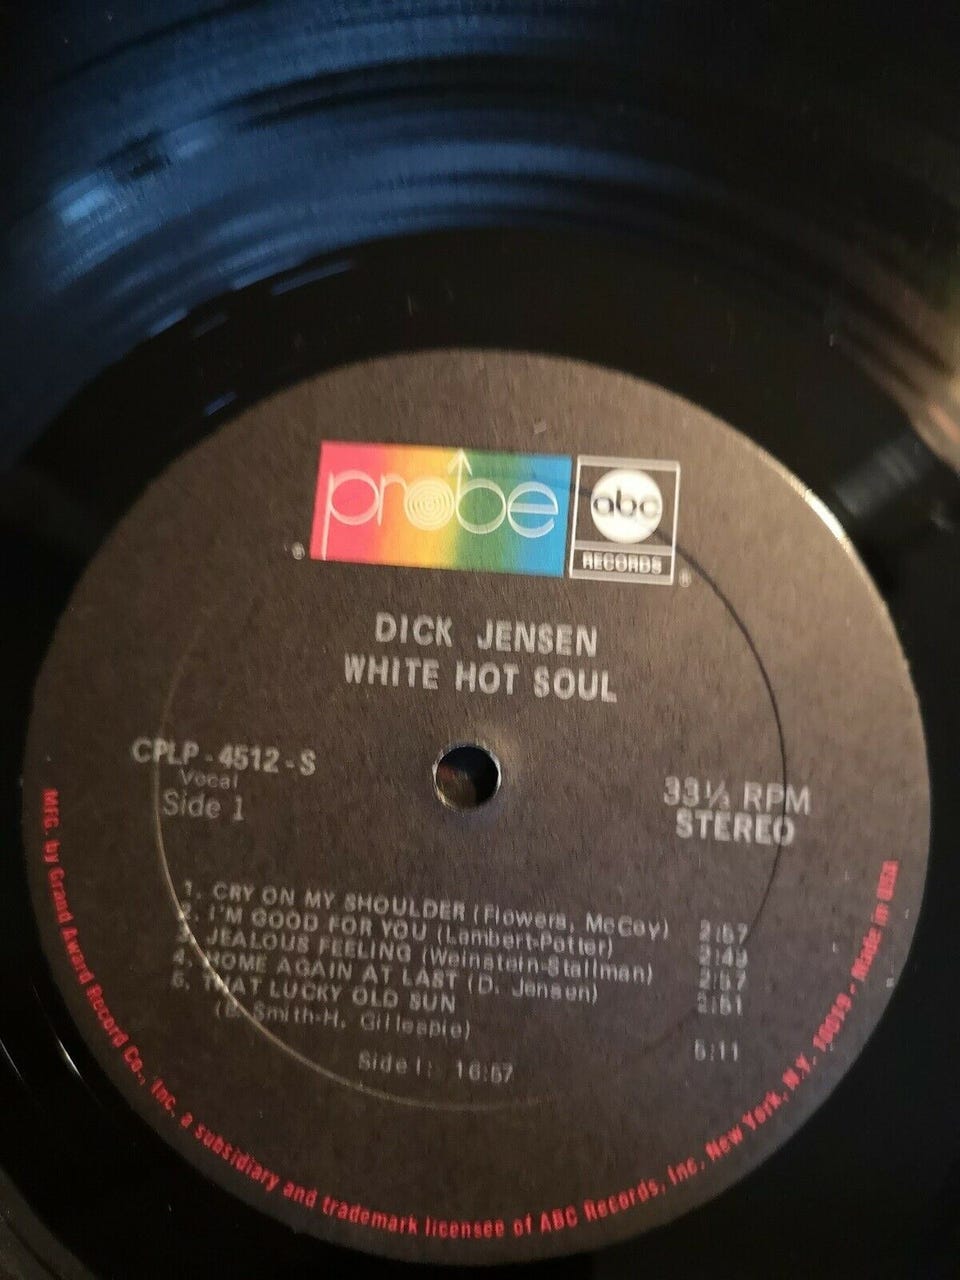 probe
abc
RECORDS
®
®
DICK JENSEN
WHITE HOT SOUL
CPLP-4512-S
Vocal
Side 1
33⅓ RPM
STEREO
1. CRY ON MY SHOULDER (Flowers, McCoy) 2:57
2. I'M GOOD FOR YOU (Lambert-Potter) 2:49
3. JEALOUS FEELING (Weinstein-Stallman) 2:57
4. HOME AGAIN AT LAST (D. Jensen) 2:51
5. THAT LUCKY OLD SUN
Smith-H. Gillespie) 5:11
Side I: 16:57
MFG. by Grand Award Record Co., Inc. a subsidiary and trademark licensee of ABC Records, Inc. New York, N.Y. 10019 - Made in USA